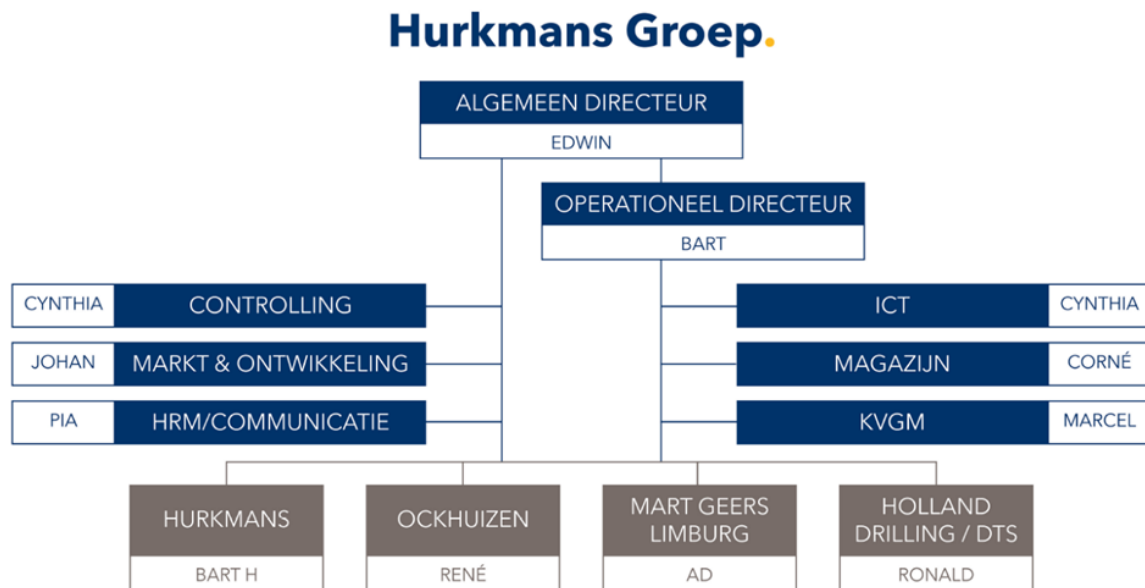 Hurkmans Groep.
ALGEMEEN DIRECTEUR
EDWIN
OPERATIONEEL DIRECTEUR
BART
CYNTHIA CONTROLLING
ICT CYNTHIA
JOHAN MARKT & ONTWIKKELING
MAGAZIJN CORNÉ
PIA HRM/COMMUNICATIE
KVGM MARCEL
HURKMANS
BART H
OCKHUIZEN
RENÉ
MART GEERS
LIMBURG
AD
HOLLAND
DRILLING / DTS
RONALD